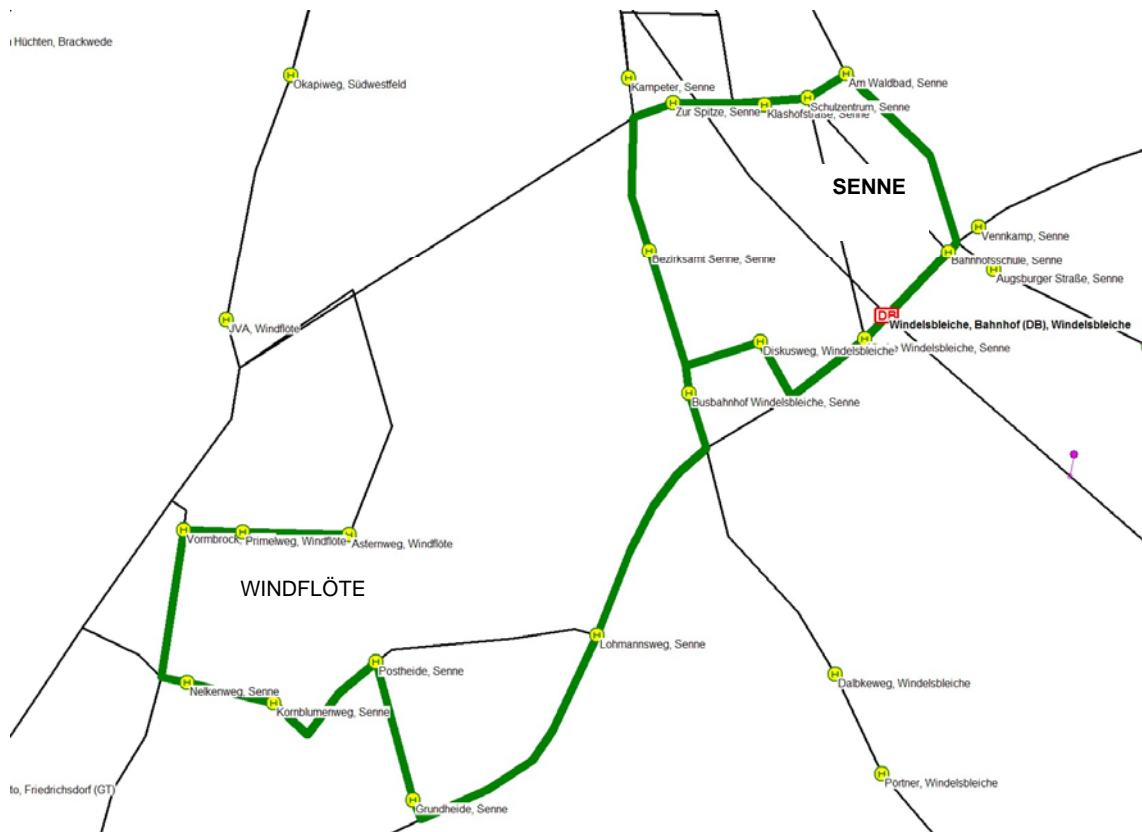 Hüchten, Brackwede
Okapiweg, Südwestfeld
Kampeter, Senne
Am Waldbad, Senne
Schulzentrum, Senne
Zur Spitze, Senne
Klashofstraße, Senne
SENNE
Vennkamp, Senne
Bezirksamt Senne, Senne
Bahnhofsschule, Senne
Augsburger Straße, Senne
DB
JVA, Windflöte
Windelsbleiche, Bahnhof (DB), Windelsbleiche
Diskusweg, Windelsbleiche
Windelsbleiche, Senne
Busbahnhof Windelsbleiche, Senne
Vormbrock,
Primelweg, Windflöte
Asternweg, Windflöte
WINDFLÖTE
Lohmannsweg, Senne
Postheide, Senne
Dalbkeweg, Windelsbleiche
Nelkenweg, Senne
Kornblumenweg, Senne
Pörtner, Windelsbleiche
to, Friedrichsdorf (GT)
Grundheide, Senne